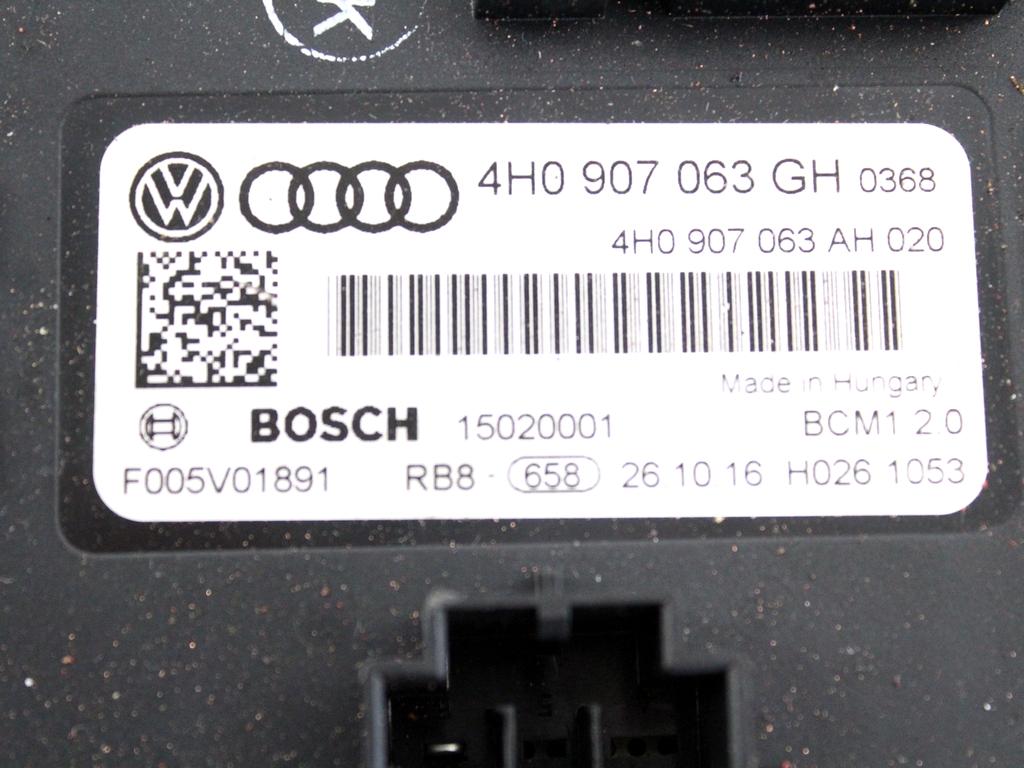 K
4H0 907 063 GH 0368
4H0 907 063 AH 020
Made in Hungary
BOSCH 15020001 BCM1 2.0
F005V01891 RB8 - 658 26 10 16 H026 1053